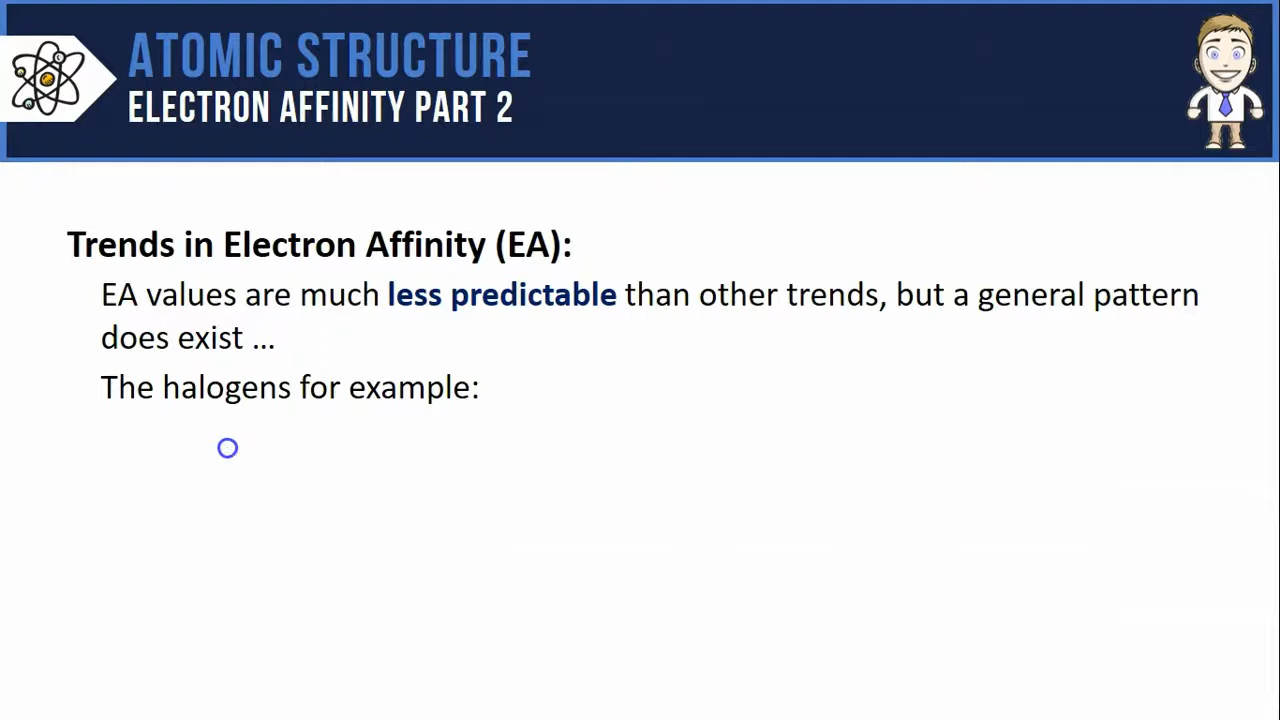 ATOMIC STRUCTURE
ELECTRON AFFINITY PART 2
Trends in Electron Affinity (EA):
EA values are much less predictable than other trends, but a general pattern
does exist ...
The halogens for example: